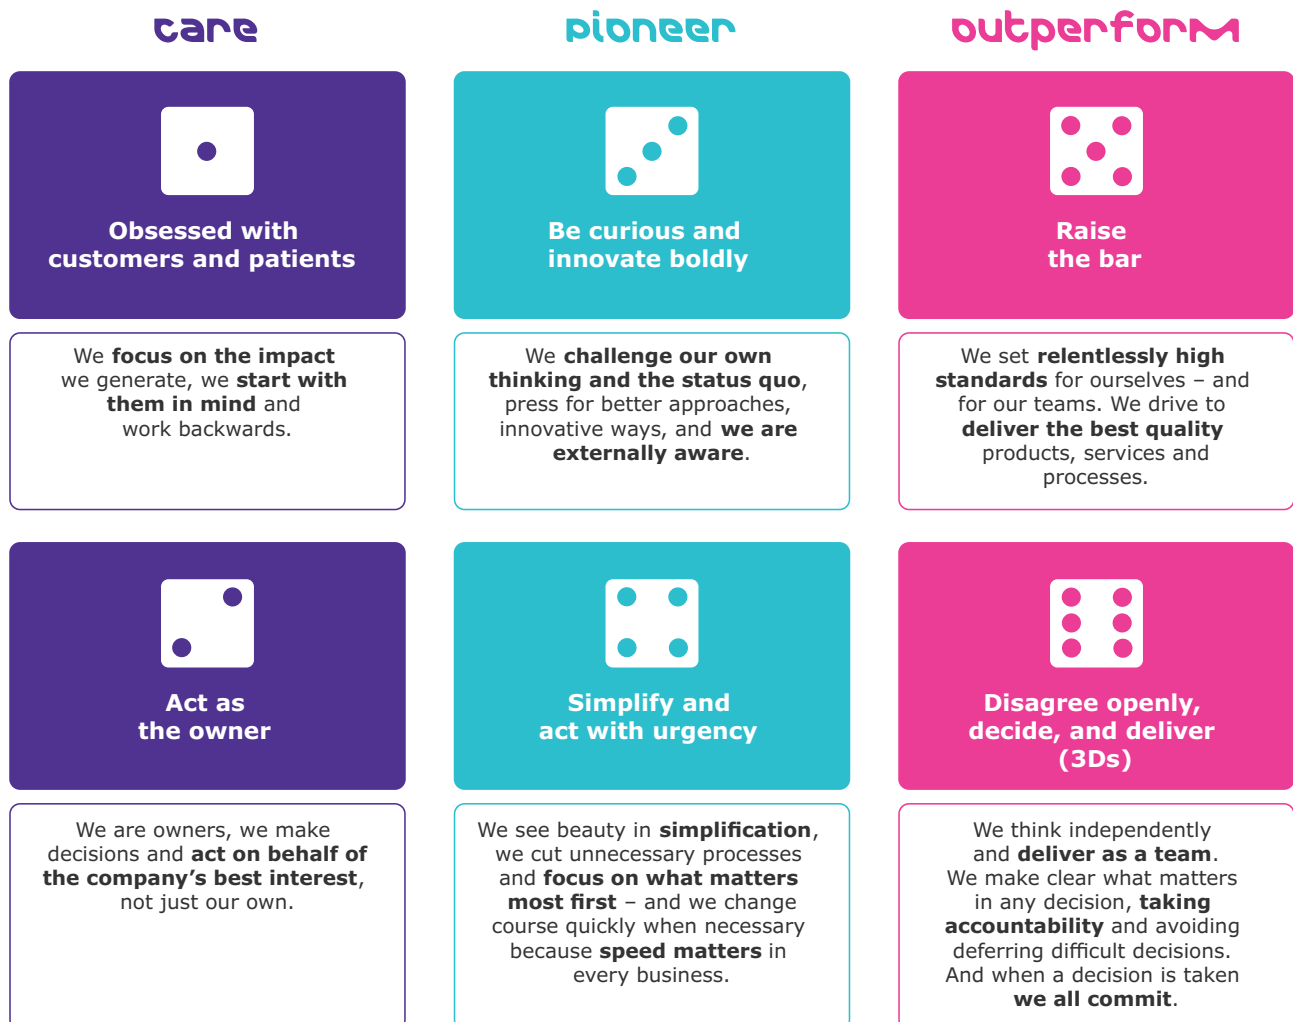 care
Obsessed with
customers and patients
We focus on the impact
we generate, we start with
them in mind and
work backwards.
Act as
the owner
We are owners, we make
decisions and act on behalf of
the company’s best interest,
not just our own.
pioneer
Be curious and
innovate boldly
We challenge our own
thinking and the status quo,
press for better approaches,
innovative ways, and we are
externally aware.
Simplify and
act with urgency
We see beauty in simplification,
we cut unnecessary processes
and focus on what matters
most first – and we change
course quickly when necessary
because speed matters in
every business.
outperform
Raise
the bar
We set relentlessly high
standards for ourselves – and
for our teams. We drive to
deliver the best quality
products, services and
processes.
Disagree openly,
decide, and deliver
(3Ds)
We think independently
and deliver as a team.
We make clear what matters
in any decision, taking
accountability and avoiding
deferring difficult decisions.
And when a decision is taken
we all commit.